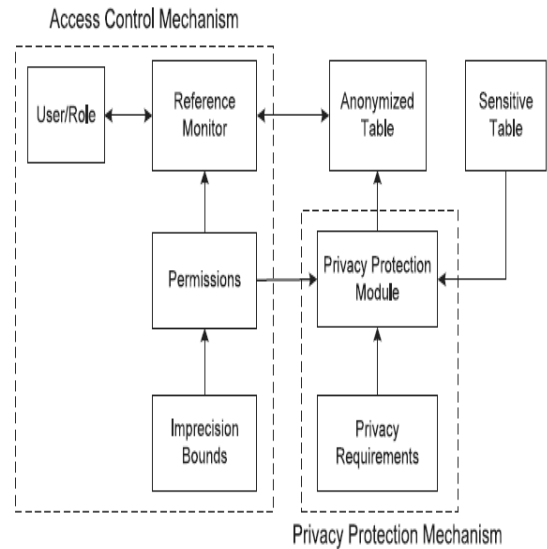 Access Control Mechanism
User/Role
Reference
Monitor
Anonymized
Table
Sensitive
Table
Permissions
Privacy Protection
Module
Imprecision
Bounds
Privacy
Requirements
Privacy Protection Mechanism